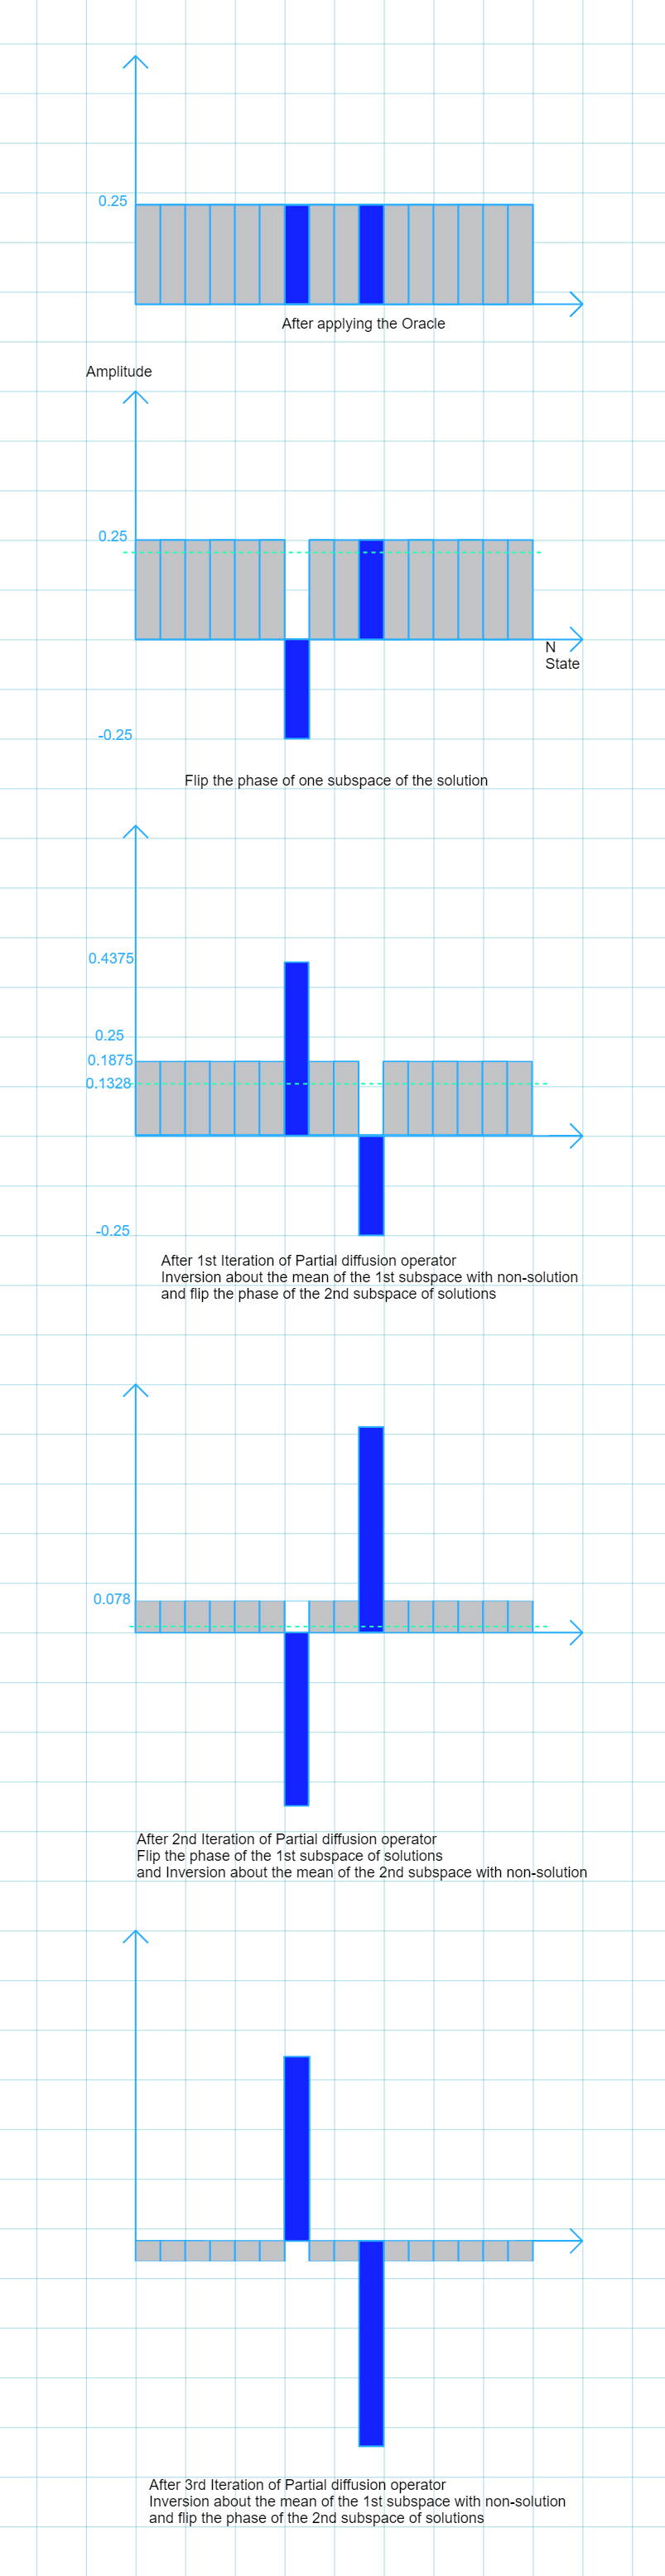 0.25
After applying the Oracle
Amplitude
0.25
N
State
-0.25
Flip the phase of one subspace of the solution
0.4375
0.25
0.1875
0.1328
-0.25
After 1st Iteration of Partial diffusion operator
Inversion about the mean of the 1st subspace with non-solution
and flip the phase of the 2nd subspace of solutions
0.078
After 2nd Iteration of Partial diffusion operator
Flip the phase of the 1st subspace of solutions
and Inversion about the mean of the 2nd subspace with non-solution
After 3rd Iteration of Partial diffusion operator
Inversion about the mean of the 1st subspace with non-solution
and flip the phase of the 2nd subspace of solutions